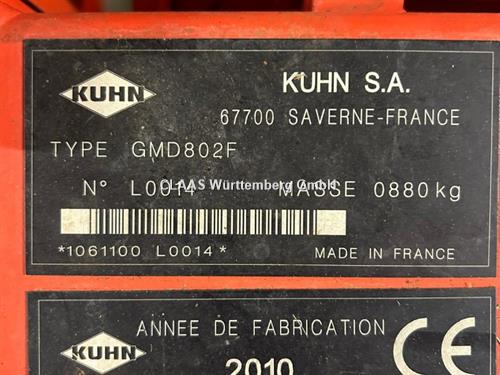 KUHN
KUHN S.A.
67700 SAVERNE-FRANCE
TYPE GMD802F
N° L0014 MASSE 0880kg
CLAAS Württemberg GmbH
*1061100 L0014*
MADE IN FRANCE
KUHN
ANNEE DE FABRICATION
2010
CE